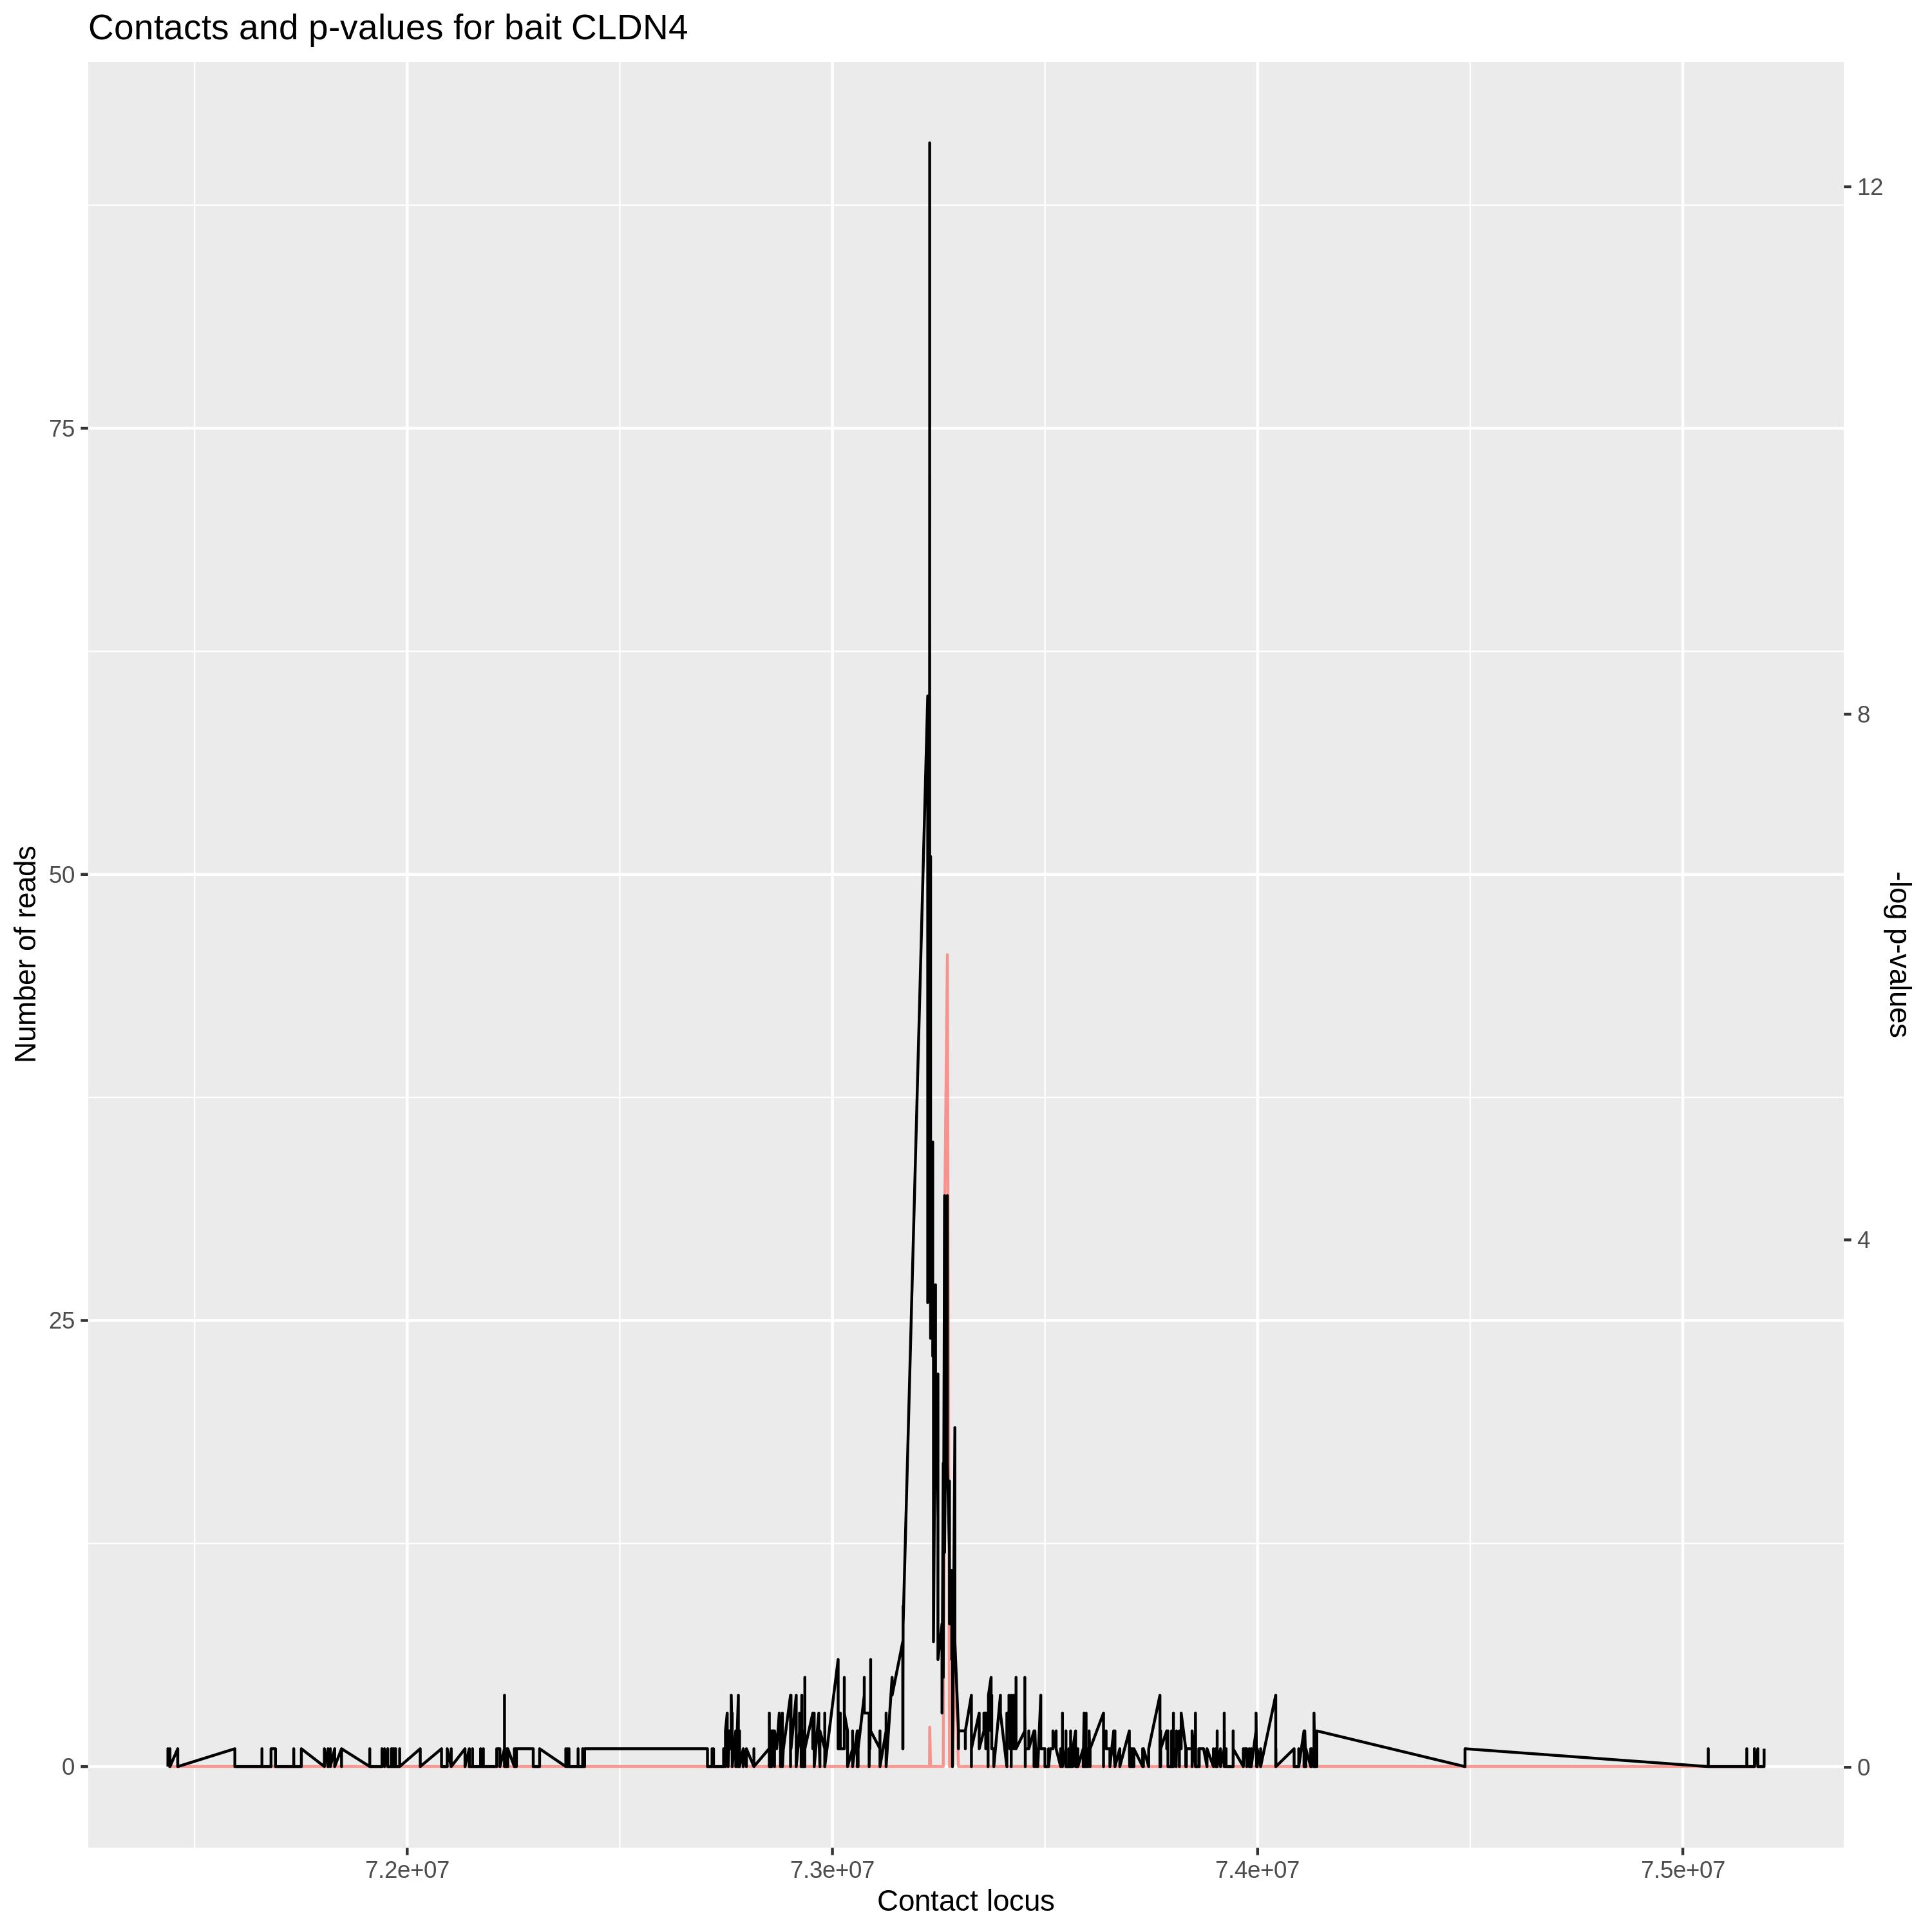 Contacts and p-values for bait CLDN4
12
75
8
Number of reads
50
-log p-values
4
25
0
0
7.2e+07
7.3e+07
7.4e+07
7.5e+07
Contact locus